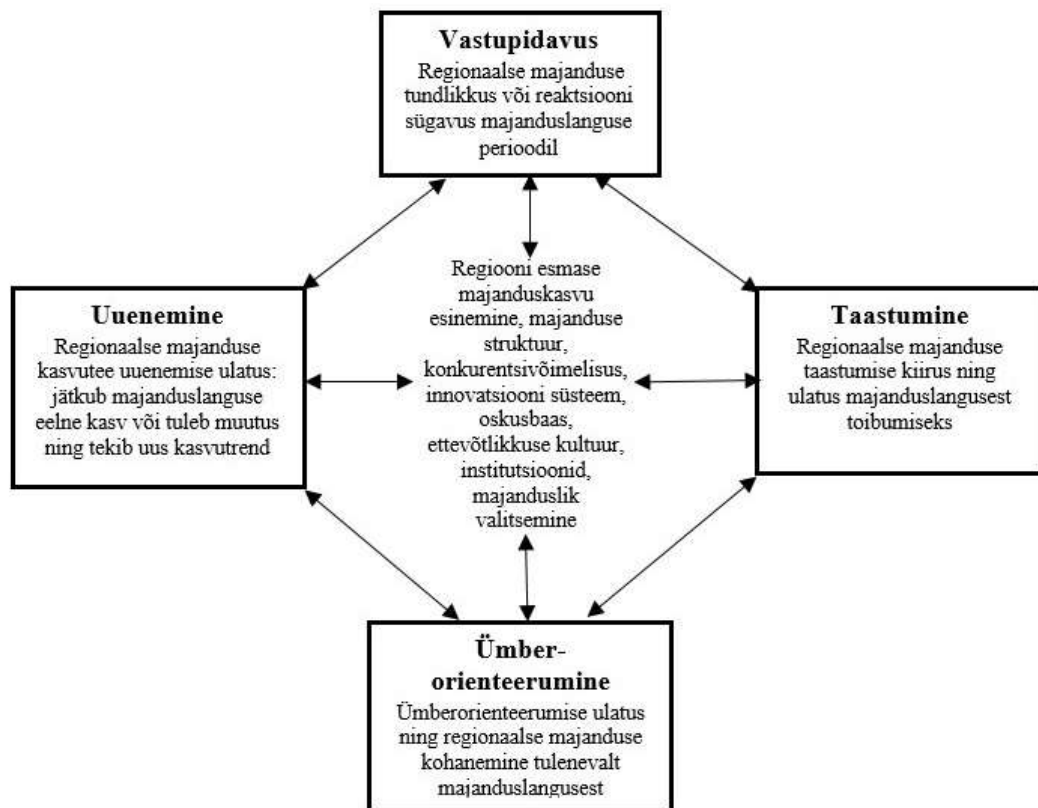 Vastupidavus
Regionaalse majanduse
tundlikkus või reaktsiooni
sügavus majanduslanguse
perioodil
Uuenemine
Regionaalse majanduse
kasvutee uuenemise ulatus:
jätkub majanduslanguse
eelne kasv või tuleb muutus
ning tekib uus kasvutrend
Regiooni esmase
majanduskasvu
esinemine, majanduse
struktuur,
konkurentsivõimelisus,
innovatsiooni süsteem,
oskusbaas,
ettevõtlikkuse kultuur,
institutsioonid,
majanduslik
valitsemine
Taastumine
Regionaalse majanduse
taastumise kiirus ning
ulatus majanduslangusest
toibumiseks
Ümber-
orienteerumine
Ümberorienteerumise ulatus
ning regionaalse majanduse
kohanemine tulenevalt
majanduslangusest